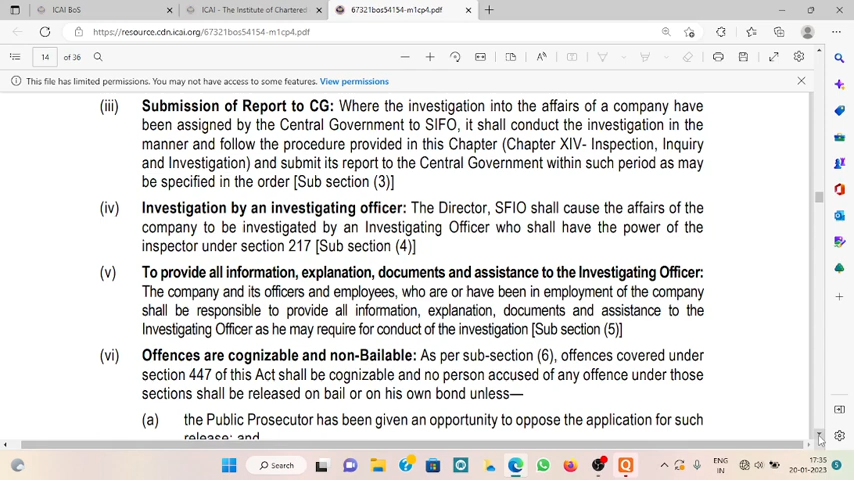 ICAI BoS
ICAI - The Institute of Chartered
67321bos54154-m1cp4.pdf
https://resource.cdn.icai.org/67321bos54154-m1cp4.pdf
14 of 36
This file has limited permissions. You may not have access to some features. View permissions
(iii) Submission of Report to CG: Where the investigation into the affairs of a company have
been assigned by the Central Government to SIFO, it shall conduct the investigation in the
manner and follow the procedure provided in this Chapter (Chapter XIV- Inspection, Inquiry
and Investigation) and submit its report to the Central Government within such period as may
be specified in the order [Sub section (3)]
(iv) Investigation by an investigating officer: The Director, SFIO shall cause the affairs of the
company to be investigated by an Investigating Officer who shall have the power of the
inspector under section 217 [Sub section (4)]
(v) To provide all information, explanation, documents and assistance to the Investigating Officer:
The company and its officers and employees, who are or have been in employment of the company
shall be responsible to provide all information, explanation, documents and assistance to the
Investigating Officer as he may require for conduct of the investigation [Sub section (5)]
(vi) Offences are cognizable and non-Bailable: As per sub-section (6), offences covered under
section 447 of this Act shall be cognizable and no person accused of any offence under those
sections shall be released on bail or on his own bond unless—
(a) the Public Prosecutor has been given an opportunity to oppose the application for such
release; and
Search
ENG
IN
17:35
20-01-2023
5